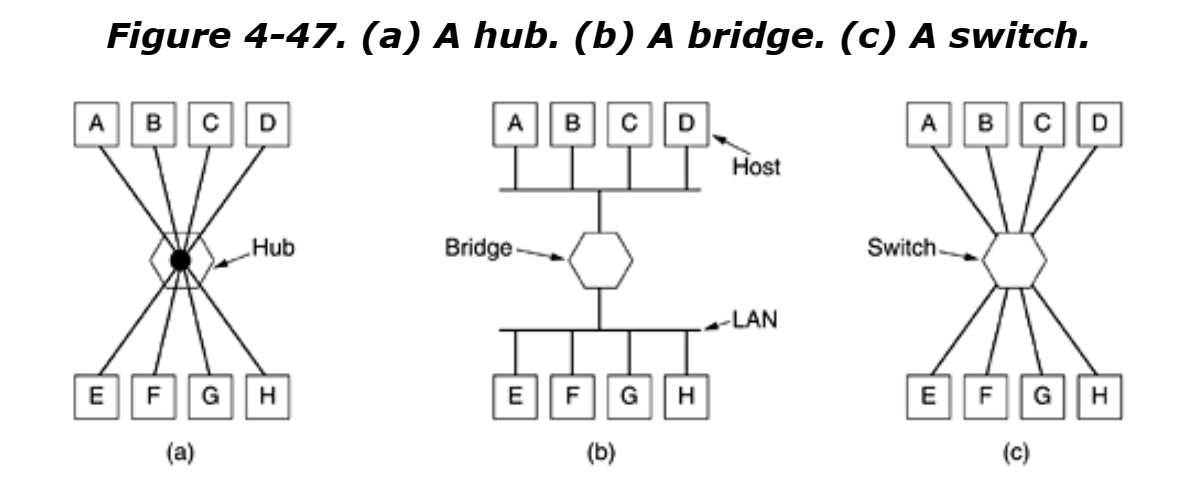 Figure 4-47. (a) A hub. (b) A bridge. (c) A switch.
A B C D
Hub
E F G H
(a)
A B C D
Host
Bridge
LAN
E F G H
(b)
A B C D
Switch
E F G H
(c)